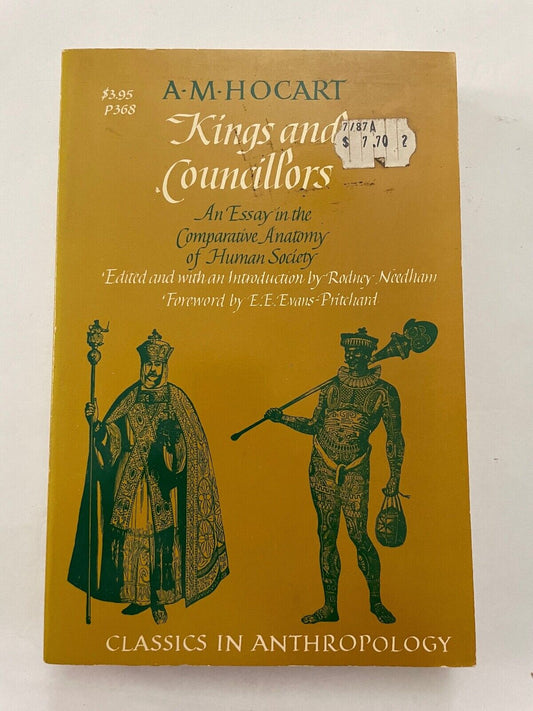 $3.95
P368
A·M·HOCART
Kings and
Councillors
7/87A
$ 7.70 2
An Essay in the
Comparative Anatomy
of Human Society
Edited and with an Introduction by Rodney Needham
Foreword by E.E. Evans-Pritchard
CLASSICS IN ANTHROPOLOGY